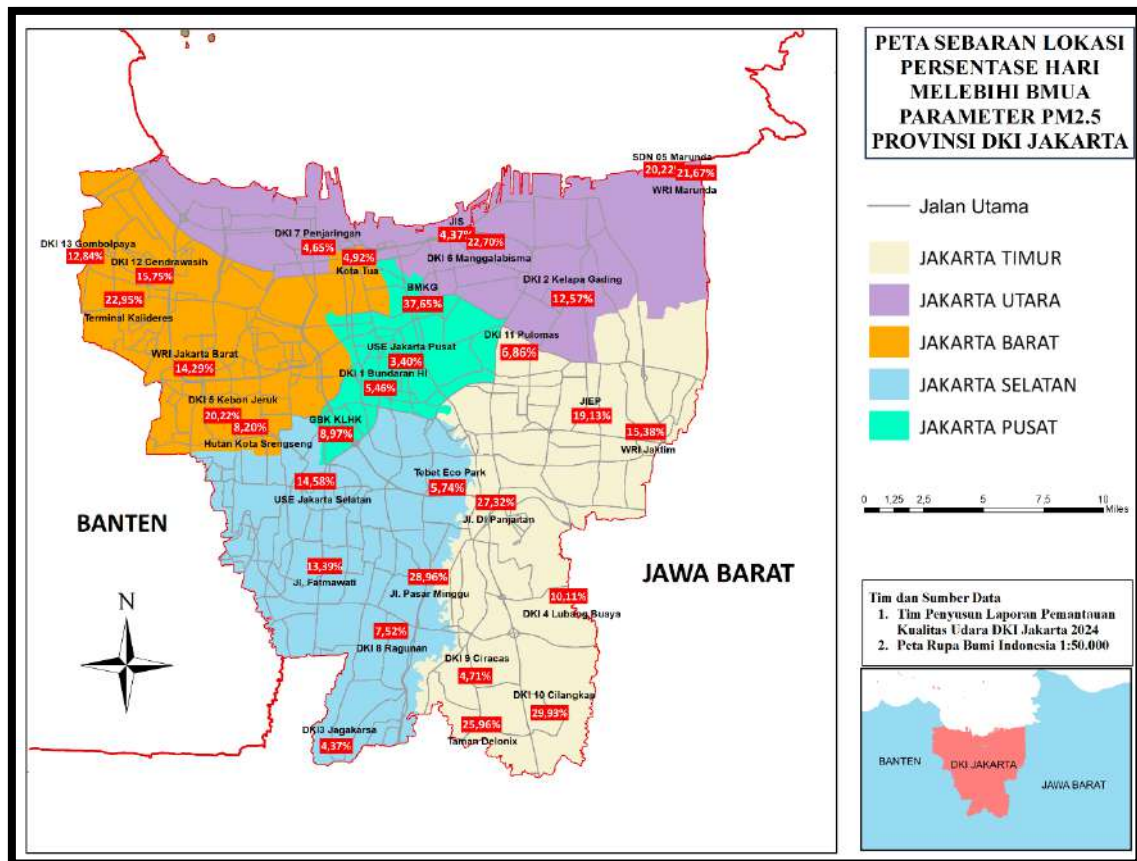 PETA SEBARAN LOKASI
PERSENTASE HARI
MELEBIHI BMUA
PARAMETER PM2.5
PROVINSI DKI JAKARTA
Jalan Utama
JAKARTA TIMUR
JAKARTA UTARA
JAKARTA BARAT
JAKARTA SELATAN
JAKARTA PUSAT
0 1,25 2,5 5 7,5 10
Miles
Tim dan Sumber Data
1. Tim Penyusun Laporan Pemantauan
Kualitas Udara DKI Jakarta 2024
2. Peta Rupa Bumi Indonesia 1:50.000
BANTEN
DKI JAKARTA
JAWA BARAT
SDN 05 Marunda
20,22%
21,67%
WRI Marunda
JIS
4,37%
22,70%
DKI 6 Manggalabisma
DKI 7 Penjaringan
4,65%
4,92%
Kota Tua
DKI 13 Gombolpaya
12,84%
DKI 12 Cendrawasih
15,75%
22,95%
Terminal Kalideres
BMKG
37,65%
DKI 2 Kelapa Gading
12,57%
DKI 11 Pulomas
6,86%
USE Jakarta Pusat
3,40%
DKI 1 Bundaran HI
5,46%
WRI Jakarta Barat
14,29%
DKI 5 Kebon Jeruk
20,22%
8,20%
Hutan Kota Srengseng
GBK KLHK
8,97%
JIEP
19,13%
15,38%
WRI Jaktim
14,58%
USE Jakarta Selatan
Tebet Eco Park
5,74%
27,32%
Jl. DI Panjaitan
BANTEN
JAWA BARAT
13,39%
Jl. Fatmawati
28,96%
Jl. Pasar Minggu
10,11%
DKI 4 Lubang Buaya
N
7,52%
DKI 8 Ragunan
DKI 9 Ciracas
4,71%
DKI 10 Cilangkap
29,93%
25,96%
Taman Delonix
DKI3 Jagakarsa
4,37%